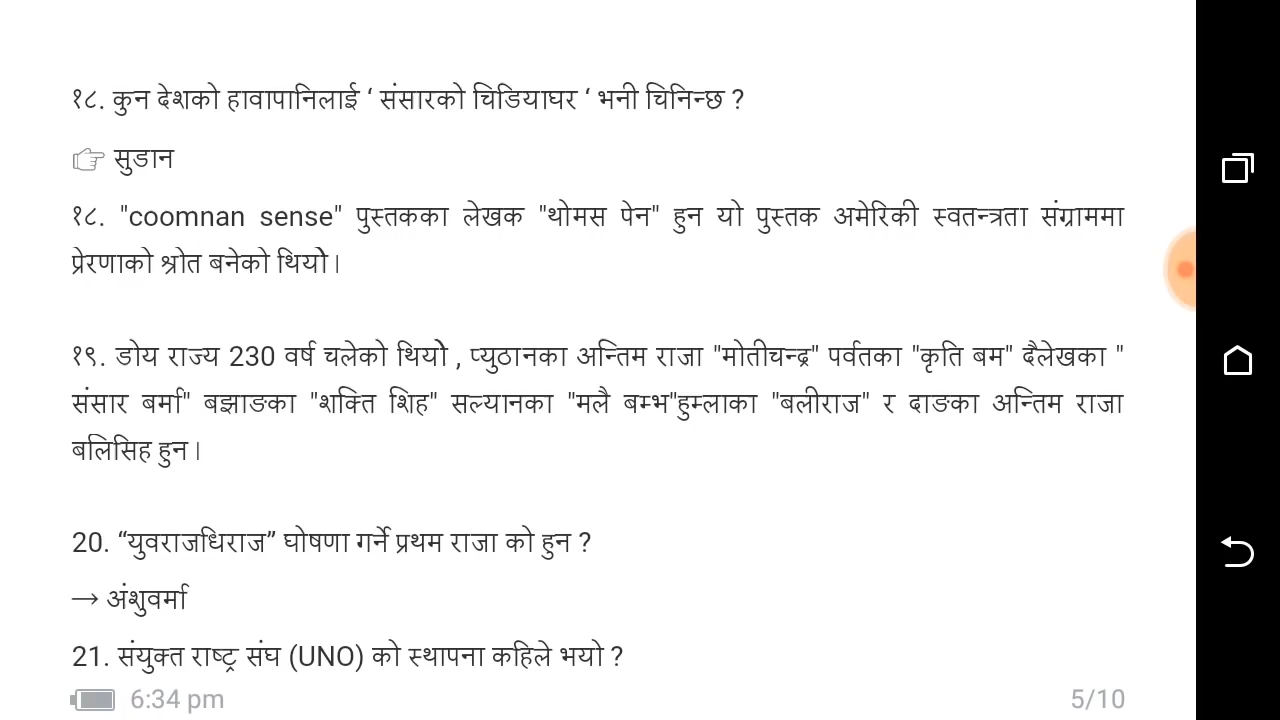 १८. कुन देशको हावापानिलाई ‘ संसारको चिडियाघर ‘ भनी चिनिन्छ ?
👉 सुडान
१८. "coomnan sense" पुस्तकका लेखक "थोमस पेन" हुन यो पुस्तक अमेरिकी स्वतन्त्रता संग्राममा
प्रेरणाको श्रोत बनेको थियो।
१९. डोय राज्य 230 वर्ष चलेको थियो , प्युठानका अन्तिम राजा "मोतीचन्द्र" पर्वतका "कृति बम" दैलेखका "
संसार बर्मा" बझाङका "शक्ति शिह" सल्यानका "मलै बम्भ"हुम्लाका "बलीराज" र दाङका अन्तिम राजा
बलिसिह हुन।
20. “युवराजधिराज” घोषणा गर्ने प्रथम राजा को हुन ?
→ अंशुवर्मा
21. संयुक्त राष्ट्र संघ (UNO) को स्थापना कहिले भयो ?
6:34 pm 5/10